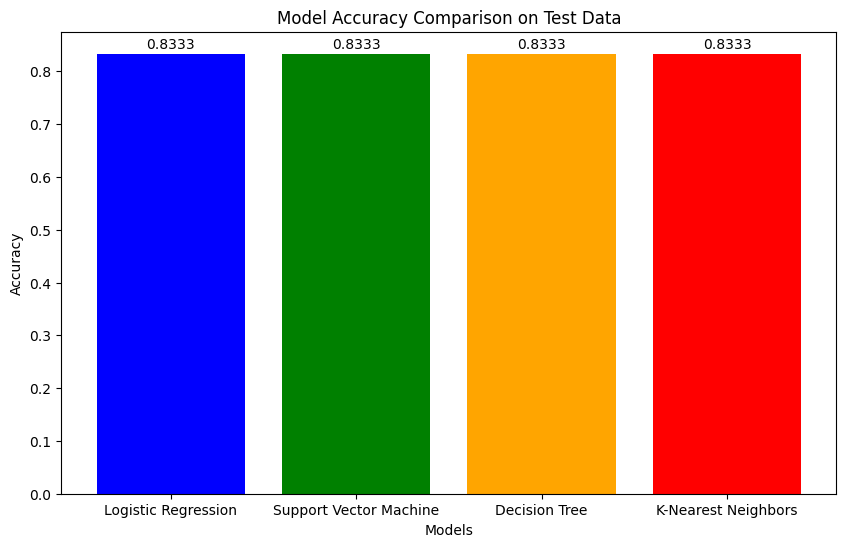 Model Accuracy Comparison on Test Data
0.8333 0.8333 0.8333 0.8333
0.8
0.7
0.6
0.5
0.4
0.3
0.2
0.1
0.0
Accuracy
Logistic Regression Support Vector Machine Decision Tree K-Nearest Neighbors
Models